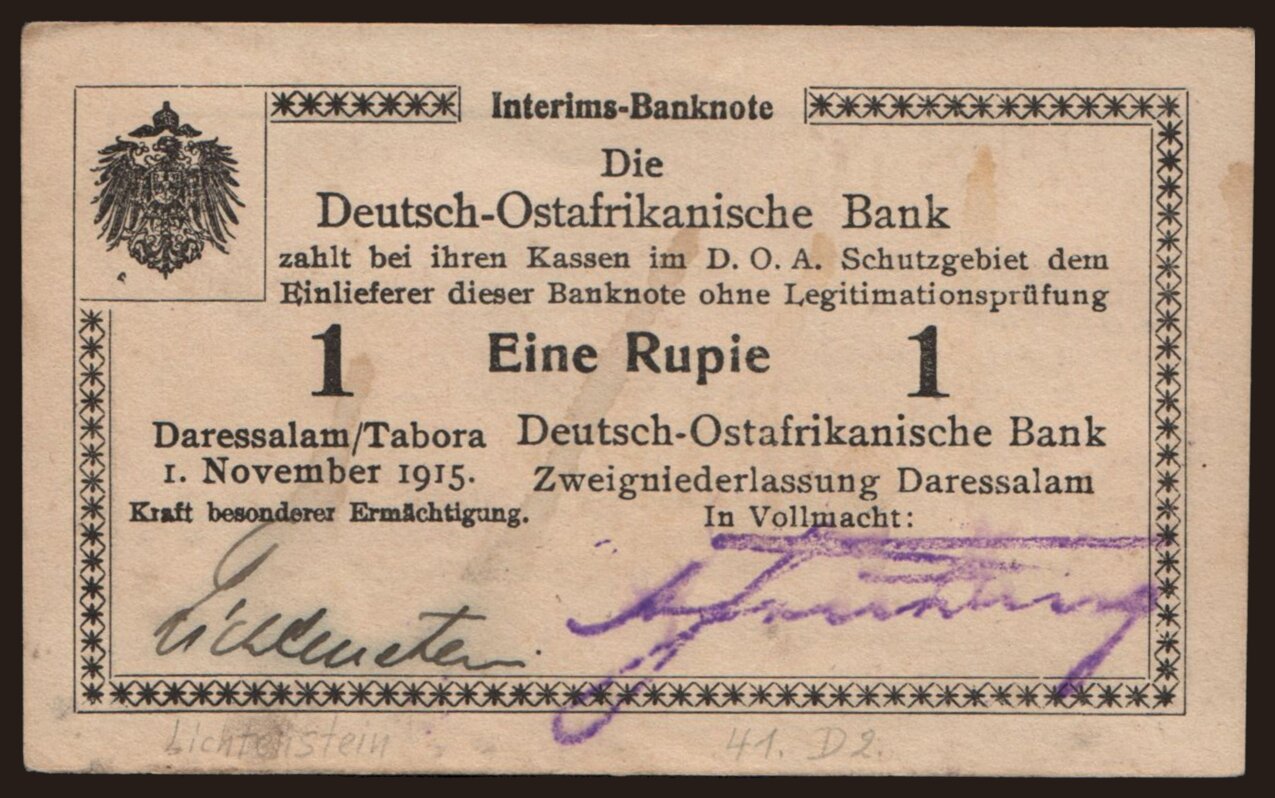 Interims-Banknote
Die
Deutsch-Ostafrikanische Bank
zahlt bei ihren Kassen im D. O. A. Schutzgebiet dem
Einlieferer dieser Banknote ohne Legitimationsprüfung
1 Eine Rupie 1
Daressalam/Tabora
1. November 1915.
Kraft besonderer Ermächtigung.
Deutsch-Ostafrikanische Bank
Zweigniederlassung Daressalam
In Vollmacht:
Lichtenstein
Lichtenstein
41. D2.